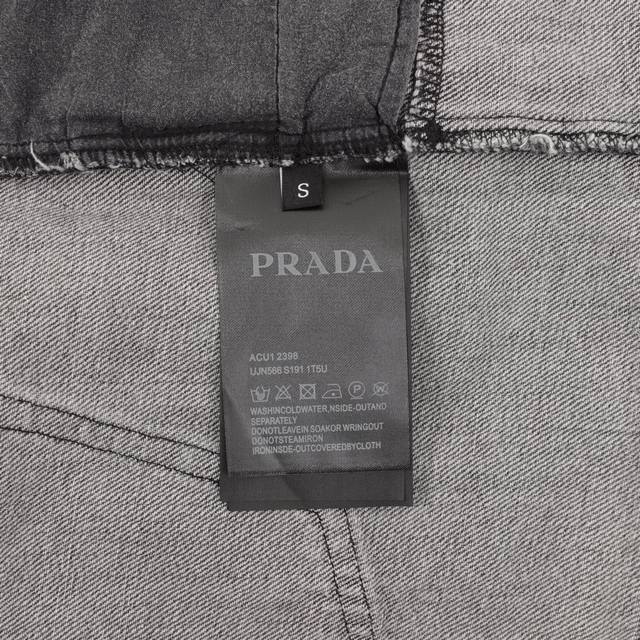 S
PRADA
ACU1 2398
UJN566 S191 1T5U
WASHINCOLDWATER,NSIDE-OUTAND
SEPARATELY
DONOTLEAVEIN SOAKOR WRINGOUT
DONOTSTEAMIRON
IRONINSDE-OUTCOVEREDBYCLOTH